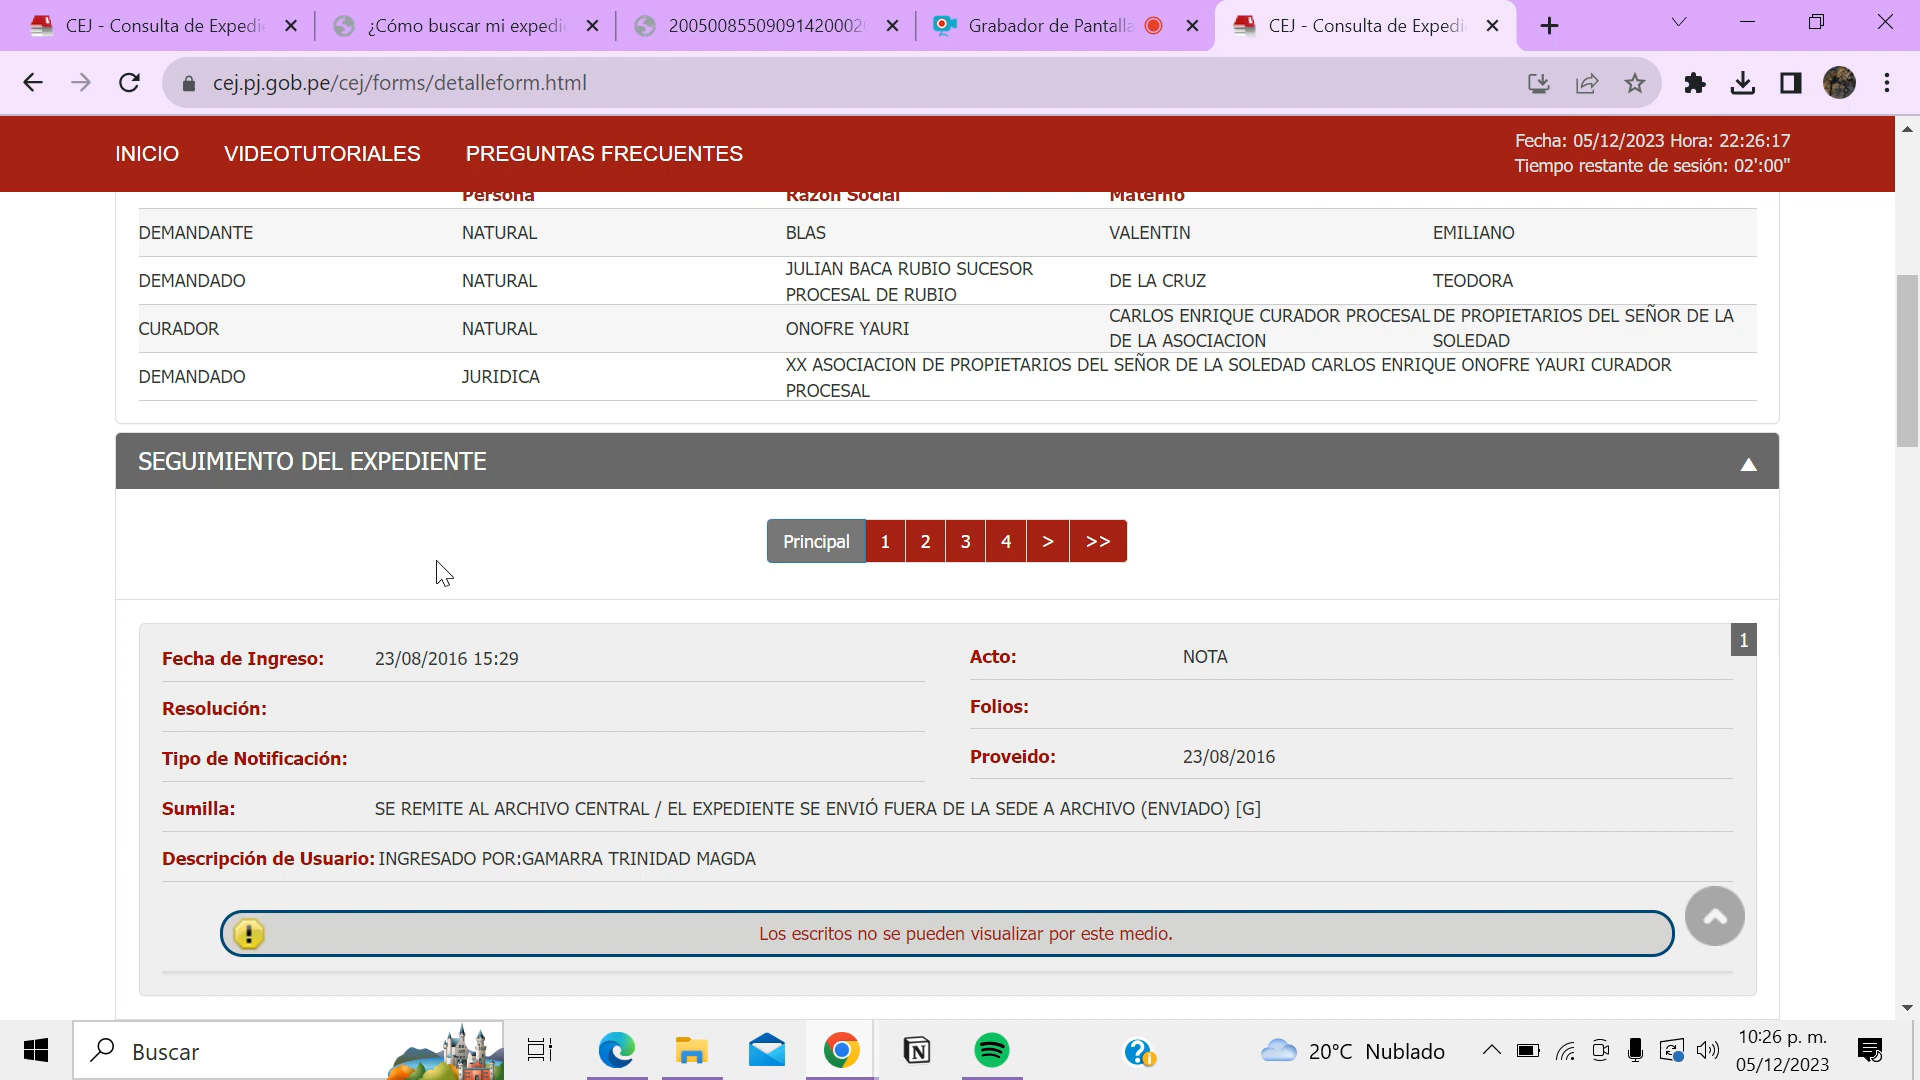 CEJ - Consulta de Expedi
¿Cómo buscar mi expedie
20050085509091420002
Grabador de Pantalla
CEJ - Consulta de Expedi
cej.pj.gob.pe/cej/forms/detalleform.html
INICIO VIDEOTUTORIALES PREGUNTAS FRECUENTES
Fecha: 05/12/2023 Hora: 22:26:17
Tiempo restante de sesión: 02':00"
Persona Razón Social Materno
DEMANDANTE NATURAL BLAS VALENTIN EMILIANO
DEMANDADO NATURAL JULIAN BACA RUBIO SUCESOR
PROCESAL DE RUBIO DE LA CRUZ TEODORA
CURADOR NATURAL ONOFRE YAURI CARLOS ENRIQUE CURADOR PROCESAL
DE LA ASOCIACION DE PROPIETARIOS DEL SEÑOR DE LA
SOLEDAD
DEMANDADO JURIDICA XX ASOCIACION DE PROPIETARIOS DEL SEÑOR DE LA SOLEDAD CARLOS ENRIQUE ONOFRE YAURI CURADOR
PROCESAL
SEGUIMIENTO DEL EXPEDIENTE
Principal 1 2 3 4 > >>
1
Fecha de Ingreso: 23/08/2016 15:29 Acto: NOTA
Resolución: Folios:
Tipo de Notificación: Proveido: 23/08/2016
Sumilla: SE REMITE AL ARCHIVO CENTRAL / EL EXPEDIENTE SE ENVIÓ FUERA DE LA SEDE A ARCHIVO (ENVIADO) [G]
Descripción de Usuario: INGRESADO POR:GAMARRA TRINIDAD MAGDA
Los escritos no se pueden visualizar por este medio.
Buscar
20°C Nublado
10:26 p. m.
05/12/2023